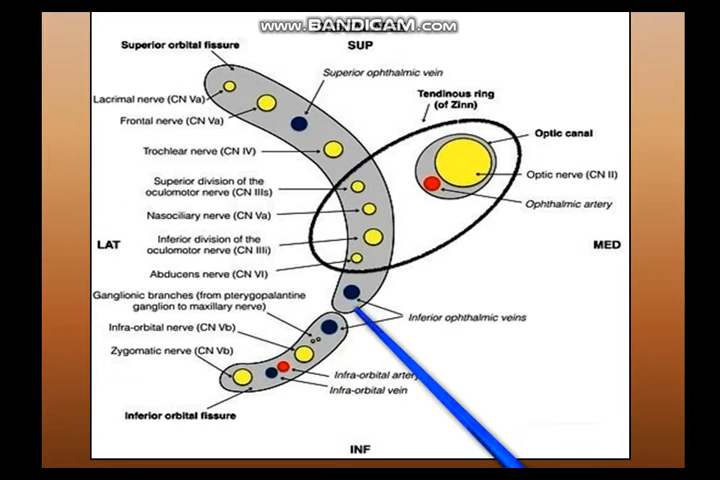 www.BANDICAM.com
SUP
Superior orbital fissure
Superior ophthalmic vein
Tendinous ring
(of Zinn)
Lacrimal nerve (CN Va)
Frontal nerve (CN Va)
Optic canal
Trochlear nerve (CN IV)
Optic nerve (CN II)
Superior division of the
oculomotor nerve (CN IIIs)
Ophthalmic artery
Nasociliary nerve (CN Va)
LAT
MED
Inferior division of the
oculomotor nerve (CN IIIi)
Abducens nerve (CN VI)
Ganglionic branches (from pterygopalantine
ganglion to maxillary nerve)
Inferior ophthalmic veins
Infra-orbital nerve (CN Vb)
Zygomatic nerve (CN Vb)
Infra-orbital artery
Infra-orbital vein
Inferior orbital fissure
INF